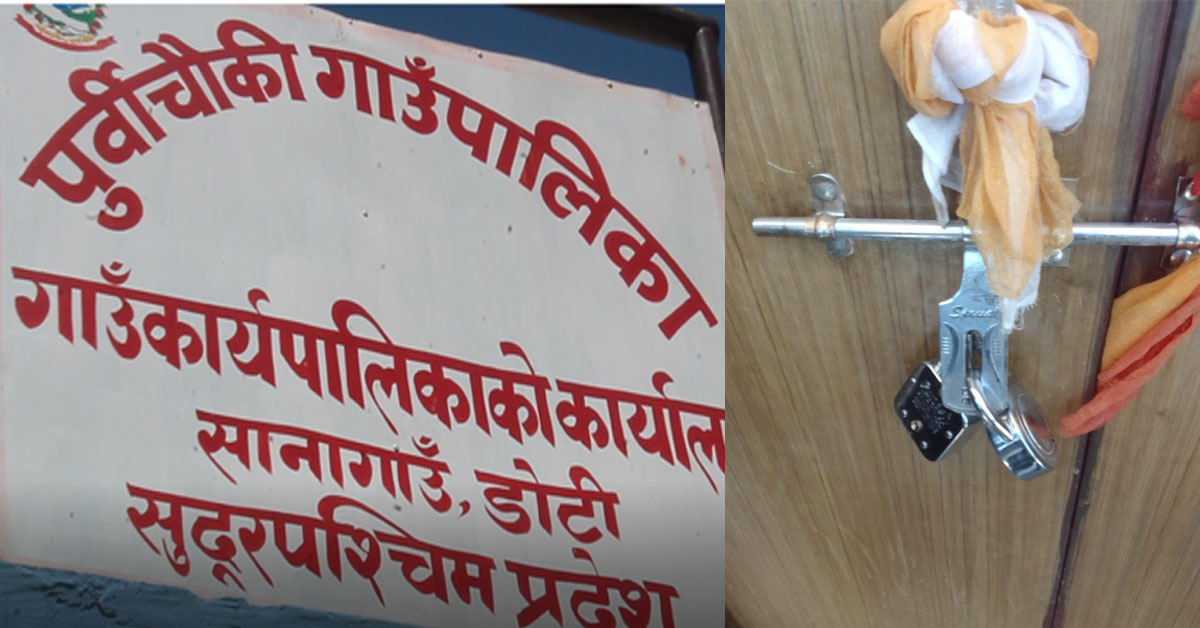 पुर्वीचौकी गाउँपालिका
गाउँकार्यपालिकाको कार्याल
सानागाउँ, डोटी
सुदूरपश्चिम प्रदेश